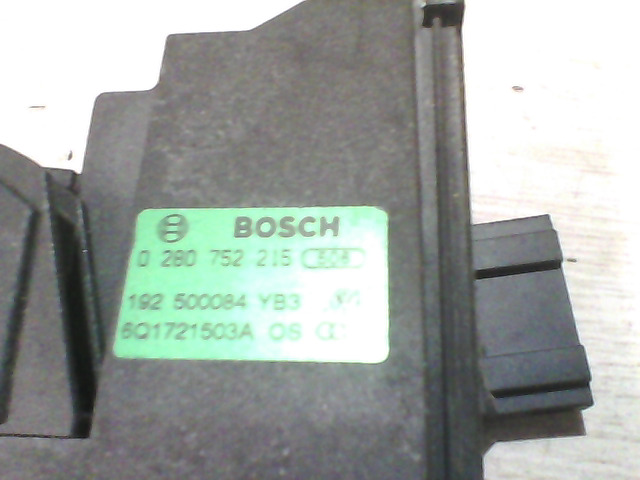 BOSCH
0 280 752 215
192 500084 YB3
6Q1721503A OS